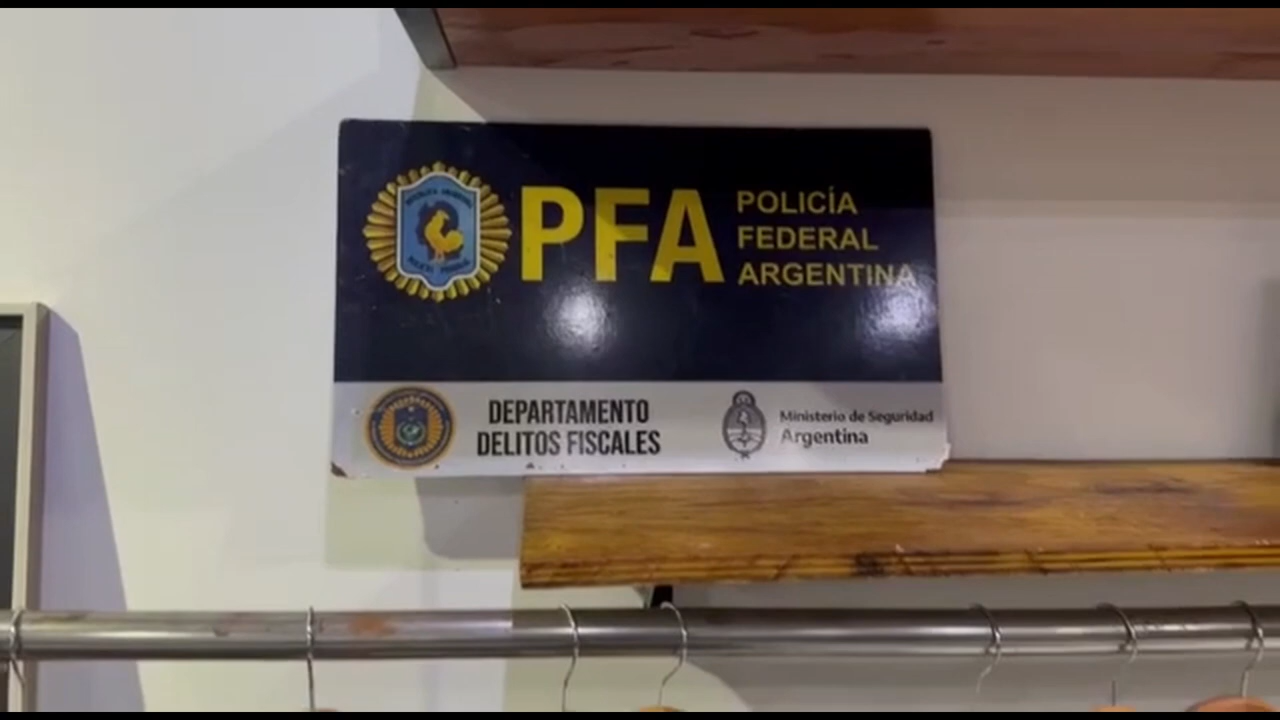 PFA
POLICÍA
FEDERAL
ARGENTINA
DEPARTAMENTO
DELITOS FISCALES
Ministerio de Seguridad
Argentina